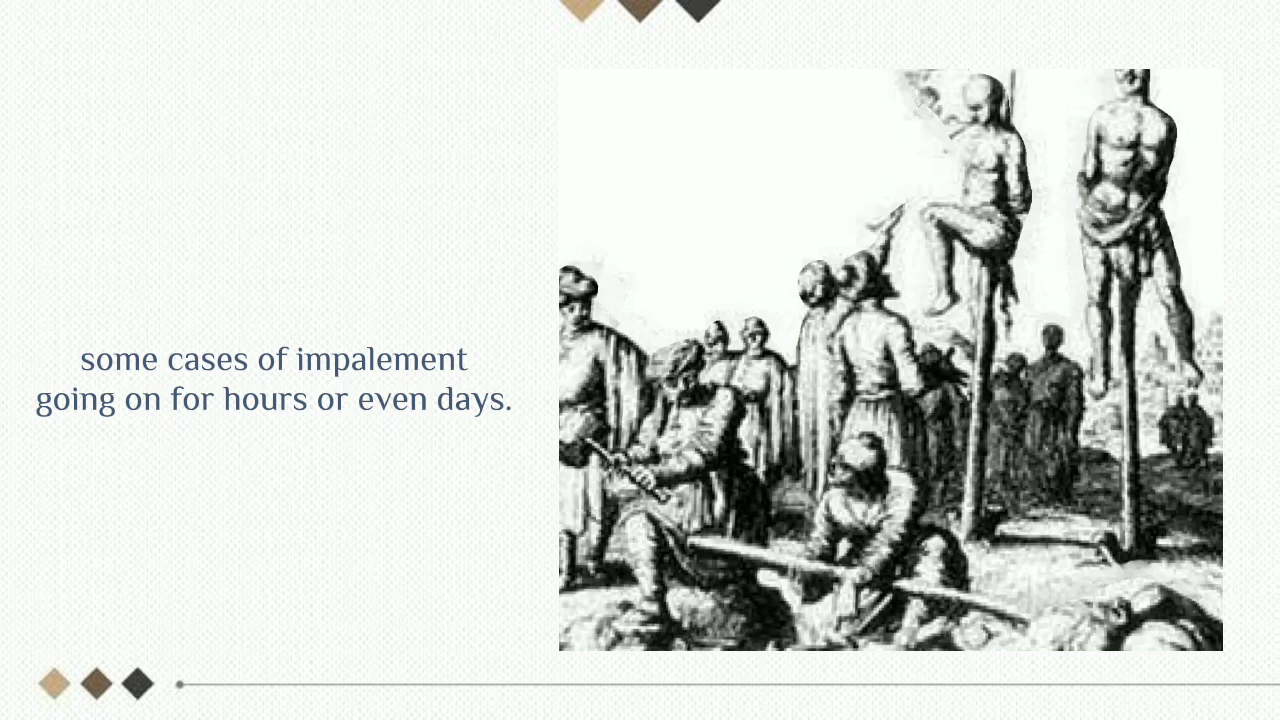 some cases of impalement
going on for hours or even days.